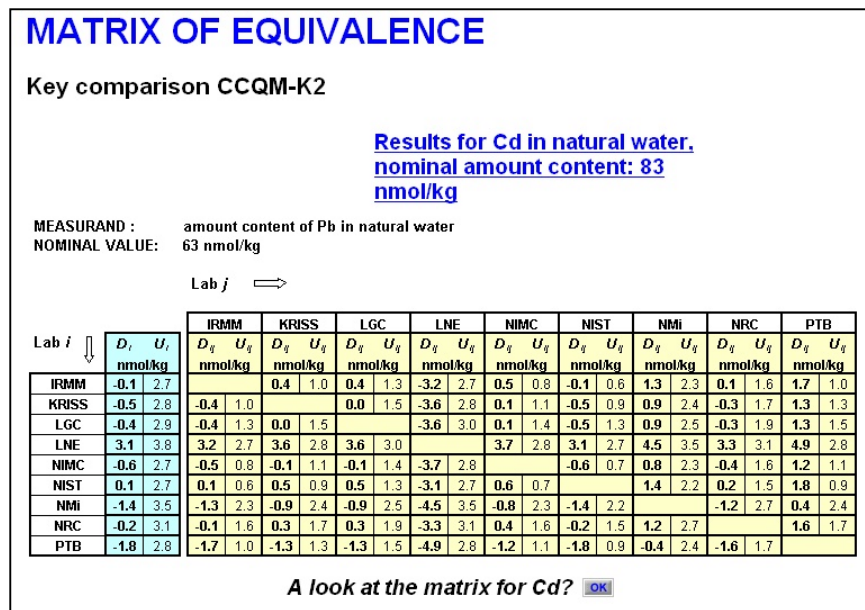 MATRIX OF EQUIVALENCE
Key comparison CCQM-K2
Results for Cd in natural water,
nominal amount content: 83
nmol/kg
MEASURAND : amount content of Pb in natural water
NOMINAL VALUE: 63 nmol/kg
Lab j
IRMM KRISS LGC LNE NIMC NIST NMi NRC PTB
Lab i D i U i D ij U ij D ij U ij D ij U ij D ij U ij D ij U ij D ij U ij D ij U ij D ij U ij D ij U ij
nmol/kg nmol/kg nmol/kg nmol/kg nmol/kg nmol/kg nmol/kg nmol/kg nmol/kg nmol/kg
IRMM -0.1 2.7 0.4 1.0 0.4 1.3 -3.2 2.7 0.5 0.8 -0.1 0.6 1.3 2.3 0.1 1.6 1.7 1.0
KRISS -0.5 2.8 -0.4 1.0 0.0 1.5 -3.6 2.8 0.1 1.1 -0.5 0.9 0.9 2.4 -0.3 1.7 1.3 1.3
LGC -0.4 2.9 -0.4 1.3 0.0 1.5 -3.6 3.0 0.1 1.4 -0.5 1.3 0.9 2.5 -0.3 1.9 1.3 1.5
LNE 3.1 3.8 3.2 2.7 3.6 2.8 3.6 3.0 3.7 2.8 3.1 2.7 4.5 3.5 3.3 3.1 4.9 2.8
NIMC -0.6 2.7 -0.5 0.8 -0.1 1.1 -0.1 1.4 -3.7 2.8 -0.6 0.7 0.8 2.3 -0.4 1.6 1.2 1.1
NIST 0.1 2.7 0.1 0.6 0.5 0.9 0.5 1.3 -3.1 2.7 0.6 0.7 1.4 2.2 0.2 1.5 1.8 0.9
NMi -1.4 3.5 -1.3 2.3 -0.9 2.4 -0.9 2.5 -4.5 3.5 -0.8 2.3 -1.4 2.2 -1.2 2.7 0.4 2.4
NRC -0.2 3.1 -0.1 1.6 0.3 1.7 0.3 1.9 -3.3 3.1 0.4 1.6 -0.2 1.5 1.2 2.7 1.6 1.7
PTB -1.8 2.8 -1.7 1.0 -1.3 1.3 -1.3 1.5 -4.9 2.8 -1.2 1.1 -1.8 0.9 -0.4 2.4 -1.6 1.7
A look at the matrix for Cd? OK